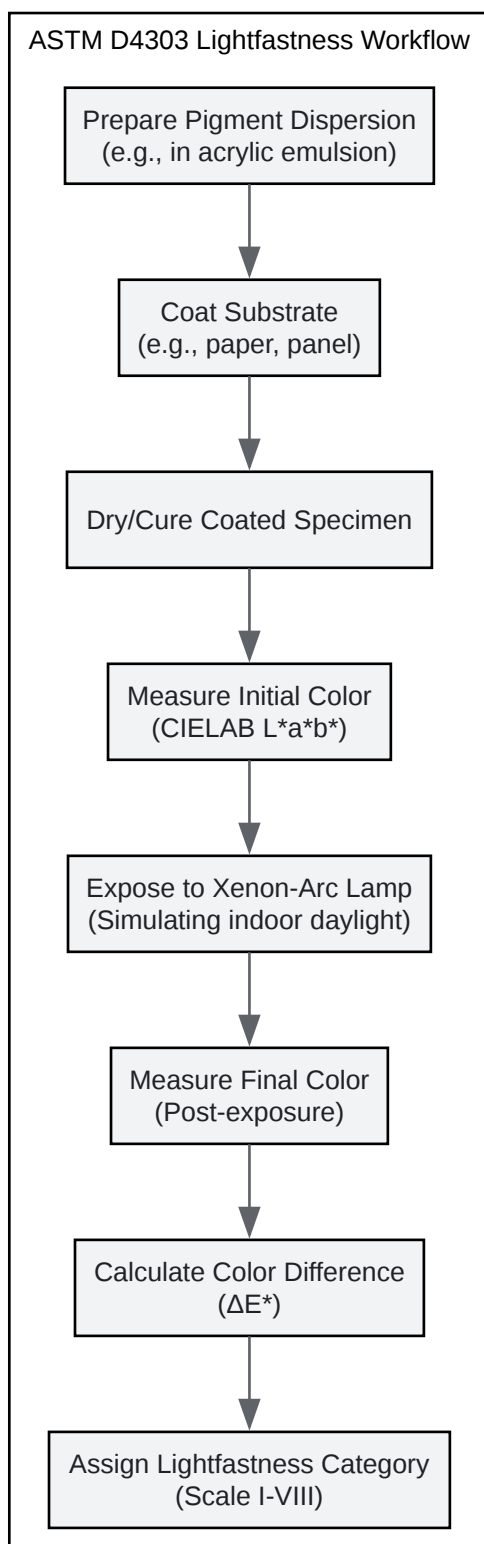 ASTM D4303 Lightfastness Workflow
Prepare Pigment Dispersion
(e.g., in acrylic emulsion)
Coat Substrate
(e.g., paper, panel)
Dry/Cure Coated Specimen
Measure Initial Color
(CIELAB L*a*b*)
Expose to Xenon-Arc Lamp
(Simulating indoor daylight)
Measure Final Color
(Post-exposure)
Calculate Color Difference
(ΔE*)
Assign Lightfastness Category
(Scale I-VIII)